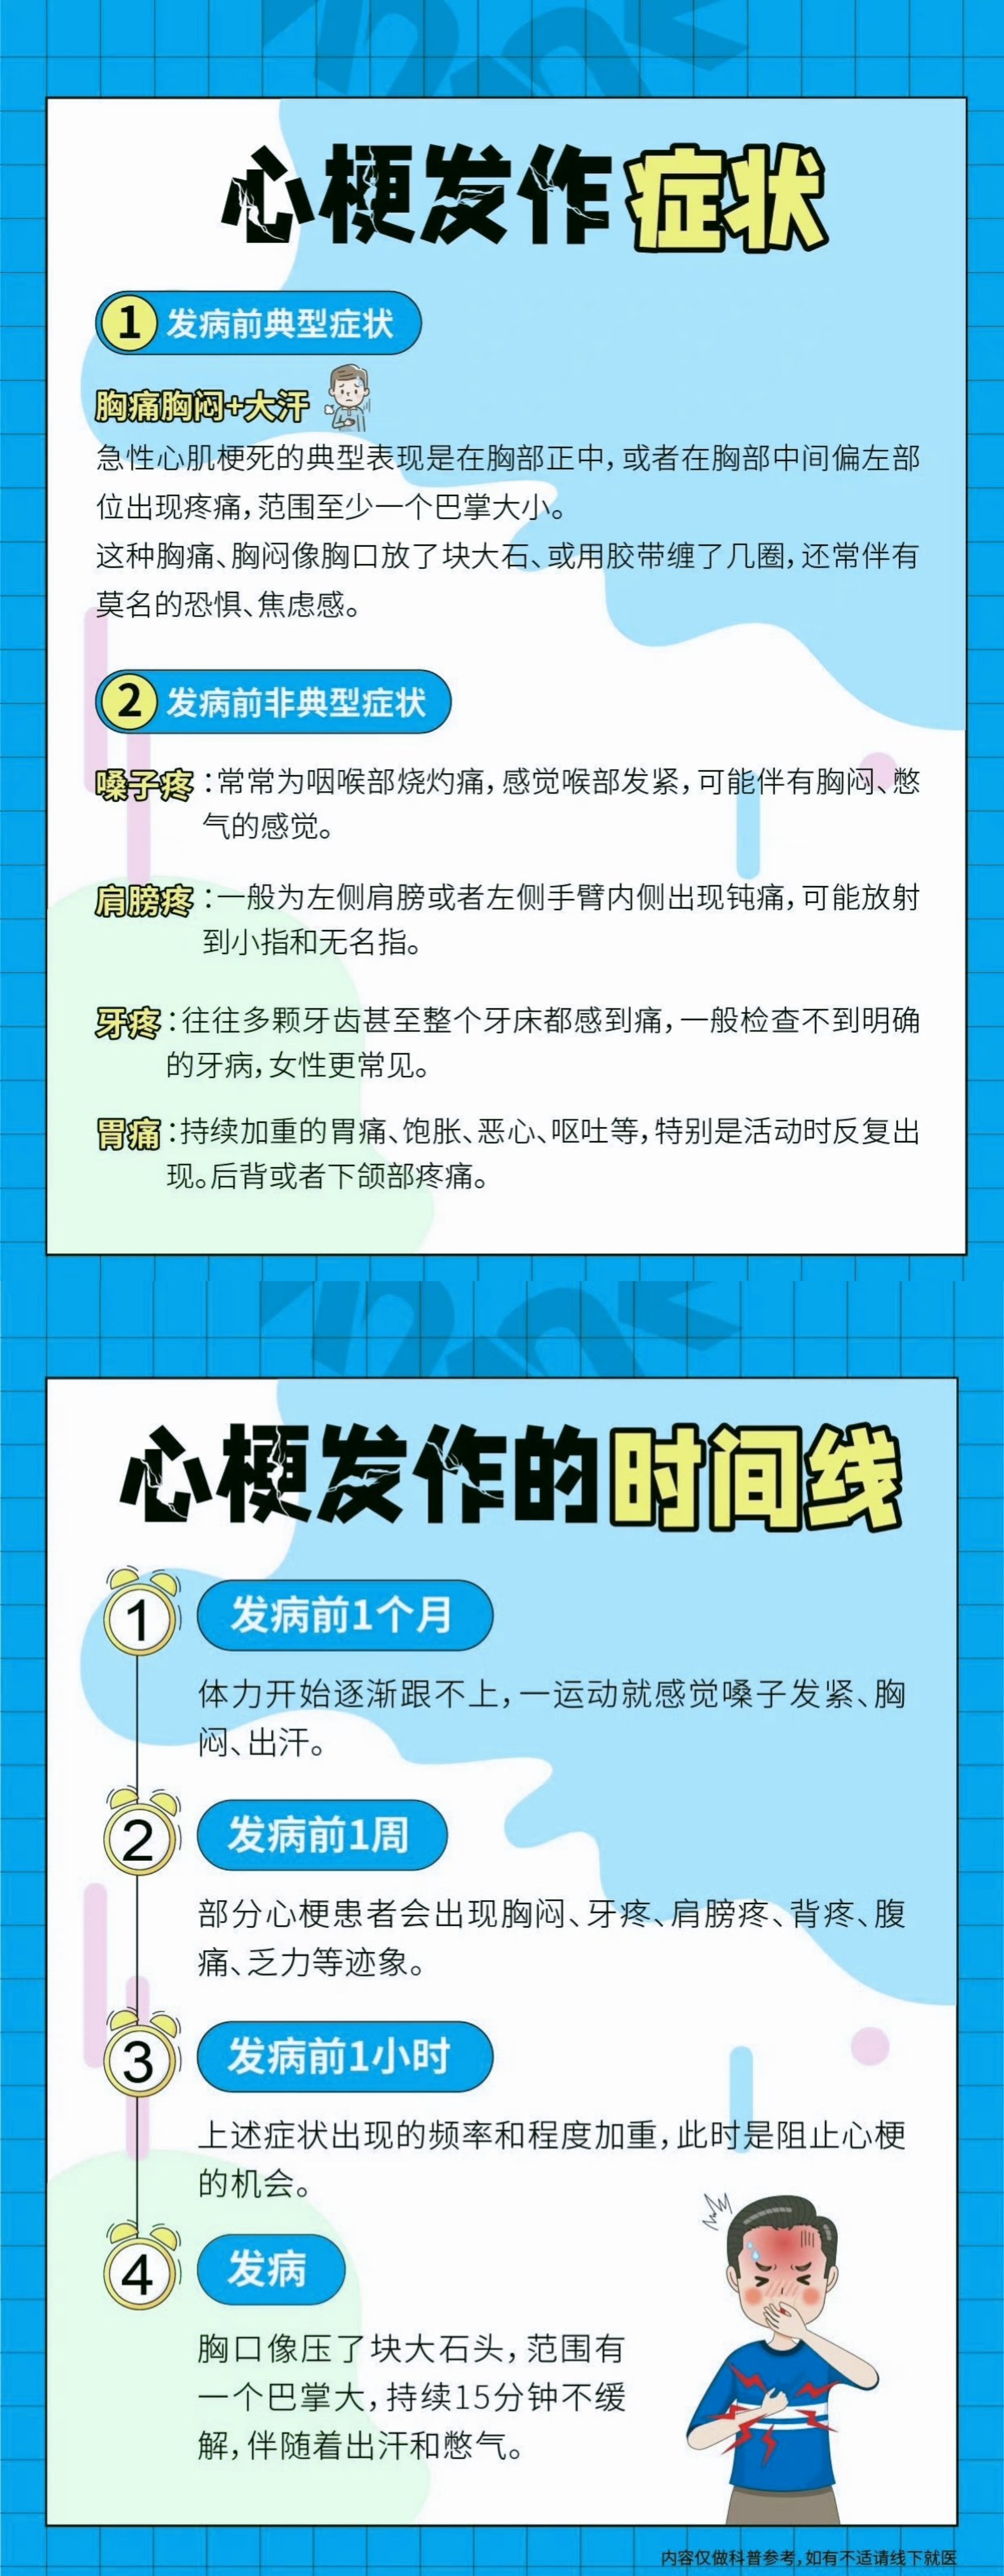 心梗发作症状
1 发病前典型症状
胸痛胸闷+大汗
急性心肌梗死的典型表现是在胸部正中，或者在胸部中间偏左部
位出现疼痛，范围至少一个巴掌大小。
这种胸痛、胸闷像胸口放了块大石、或用胶带缠了几圈，还常伴有
莫名的恐惧、焦虑感。
2 发病前非典型症状
嗓子疼：常常为咽喉部烧灼痛，感觉喉部发紧，可能伴有胸闷、憋
气的感觉。
肩膀疼：一般为左侧肩膀或者左侧手臂内侧出现钝痛，可能放射
到小指和无名指。
牙疼：往往多颗牙齿甚至整个牙床都感到痛，一般检查不到明确
的牙病，女性更常见。
胃痛：持续加重的胃痛、饱胀、恶心、呕吐等，特别是活动时反复出
现。后背或者下颌部疼痛。
心梗发作的时间线
1 发病前1个月
体力开始逐渐跟不上，一运动就感觉嗓子发紧、胸
闷、出汗。
2 发病前1周
部分心梗患者会出现胸闷、牙疼、肩膀疼、背疼、腹
痛、乏力等迹象。
3 发病前1小时
上述症状出现的频率和程度加重，此时是阻止心梗
的机会。
4 发病
胸口像压了块大石头，范围有
一个巴掌大，持续15分钟不缓
解，伴随着出汗和憋气。
内容仅做科普参考，如有不适请线下就医